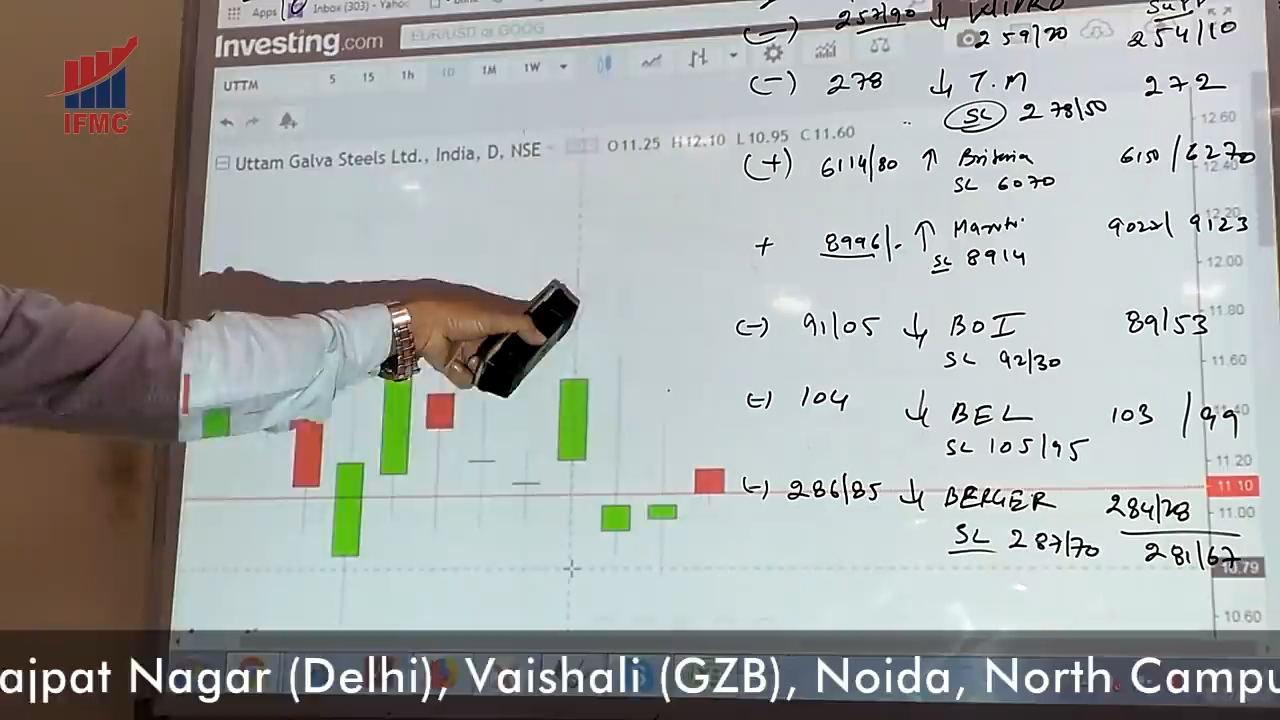 Apps
Inbox (303) - Yahoo
Investing.com
EUR/USD or GOOG
UTTM
5 15 1h 1D 1M 1W
IFMC
Uttam Galva Steels Ltd., India, D, NSE
O11.25 H12.10 L10.95 C11.60
(-) 257/90 ↓ WIPRO
259/70 254/10
(-) 278 ↓ T.M 272
SL 278/50
(+) 6114/80 ↑ Britania 6150/6270
SL 6070
+ 8996/- ↑ Maruti 9022/9123
SL 8914
(-) 91/05 ↓ BOI 89/53
SL 92/30
(-) 104 ↓ BEL 103/99
SL 105/95
(-) 286/85 ↓ BERGER 284/28
SL 287/70 281/67
12.60
12.40
12.20
12.00
11.80
11.60
11.40
11.20
11.10
11.00
10.79
10.60
ajpat Nagar (Delhi), Vaishali (GZB), Noida, North Campu